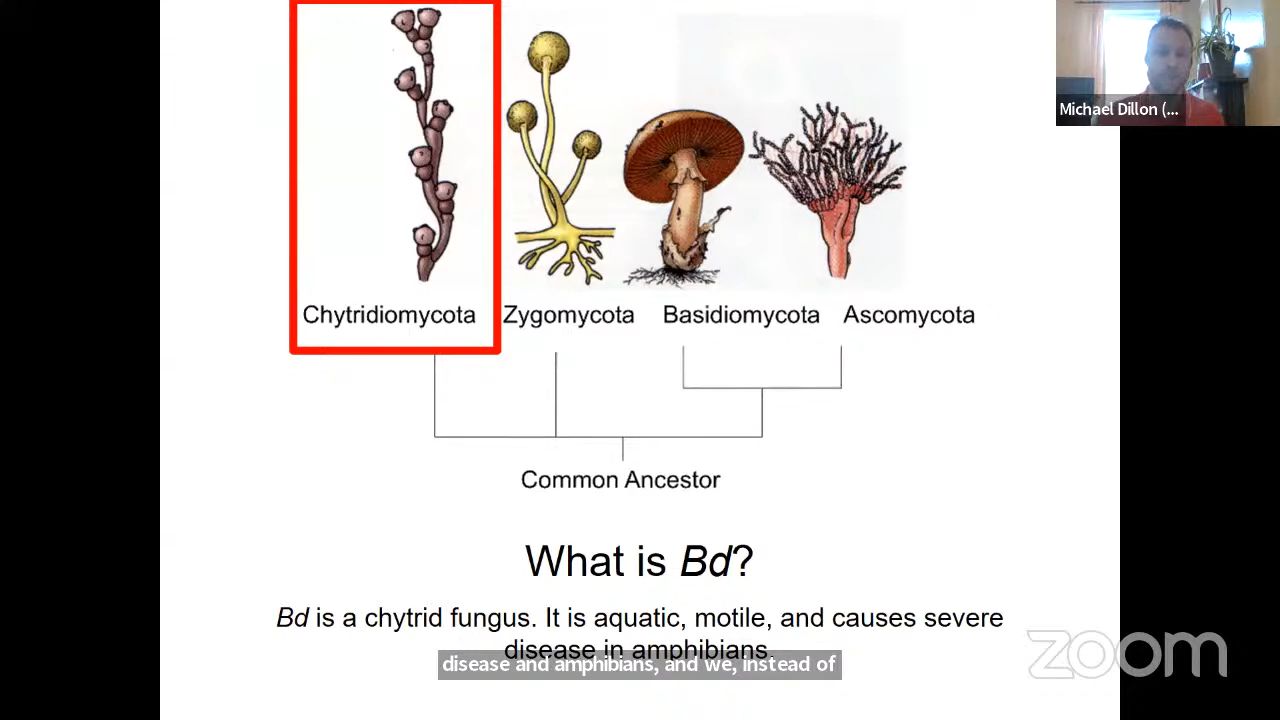 Michael Dillon (...
Chytridiomycota
Zygomycota
Basidiomycota
Ascomycota
Common Ancestor
What is Bd?
Bd is a chytrid fungus. It is aquatic, motile, and causes severe
disease in amphibians.
disease and amphibians, and we, instead of
zoom